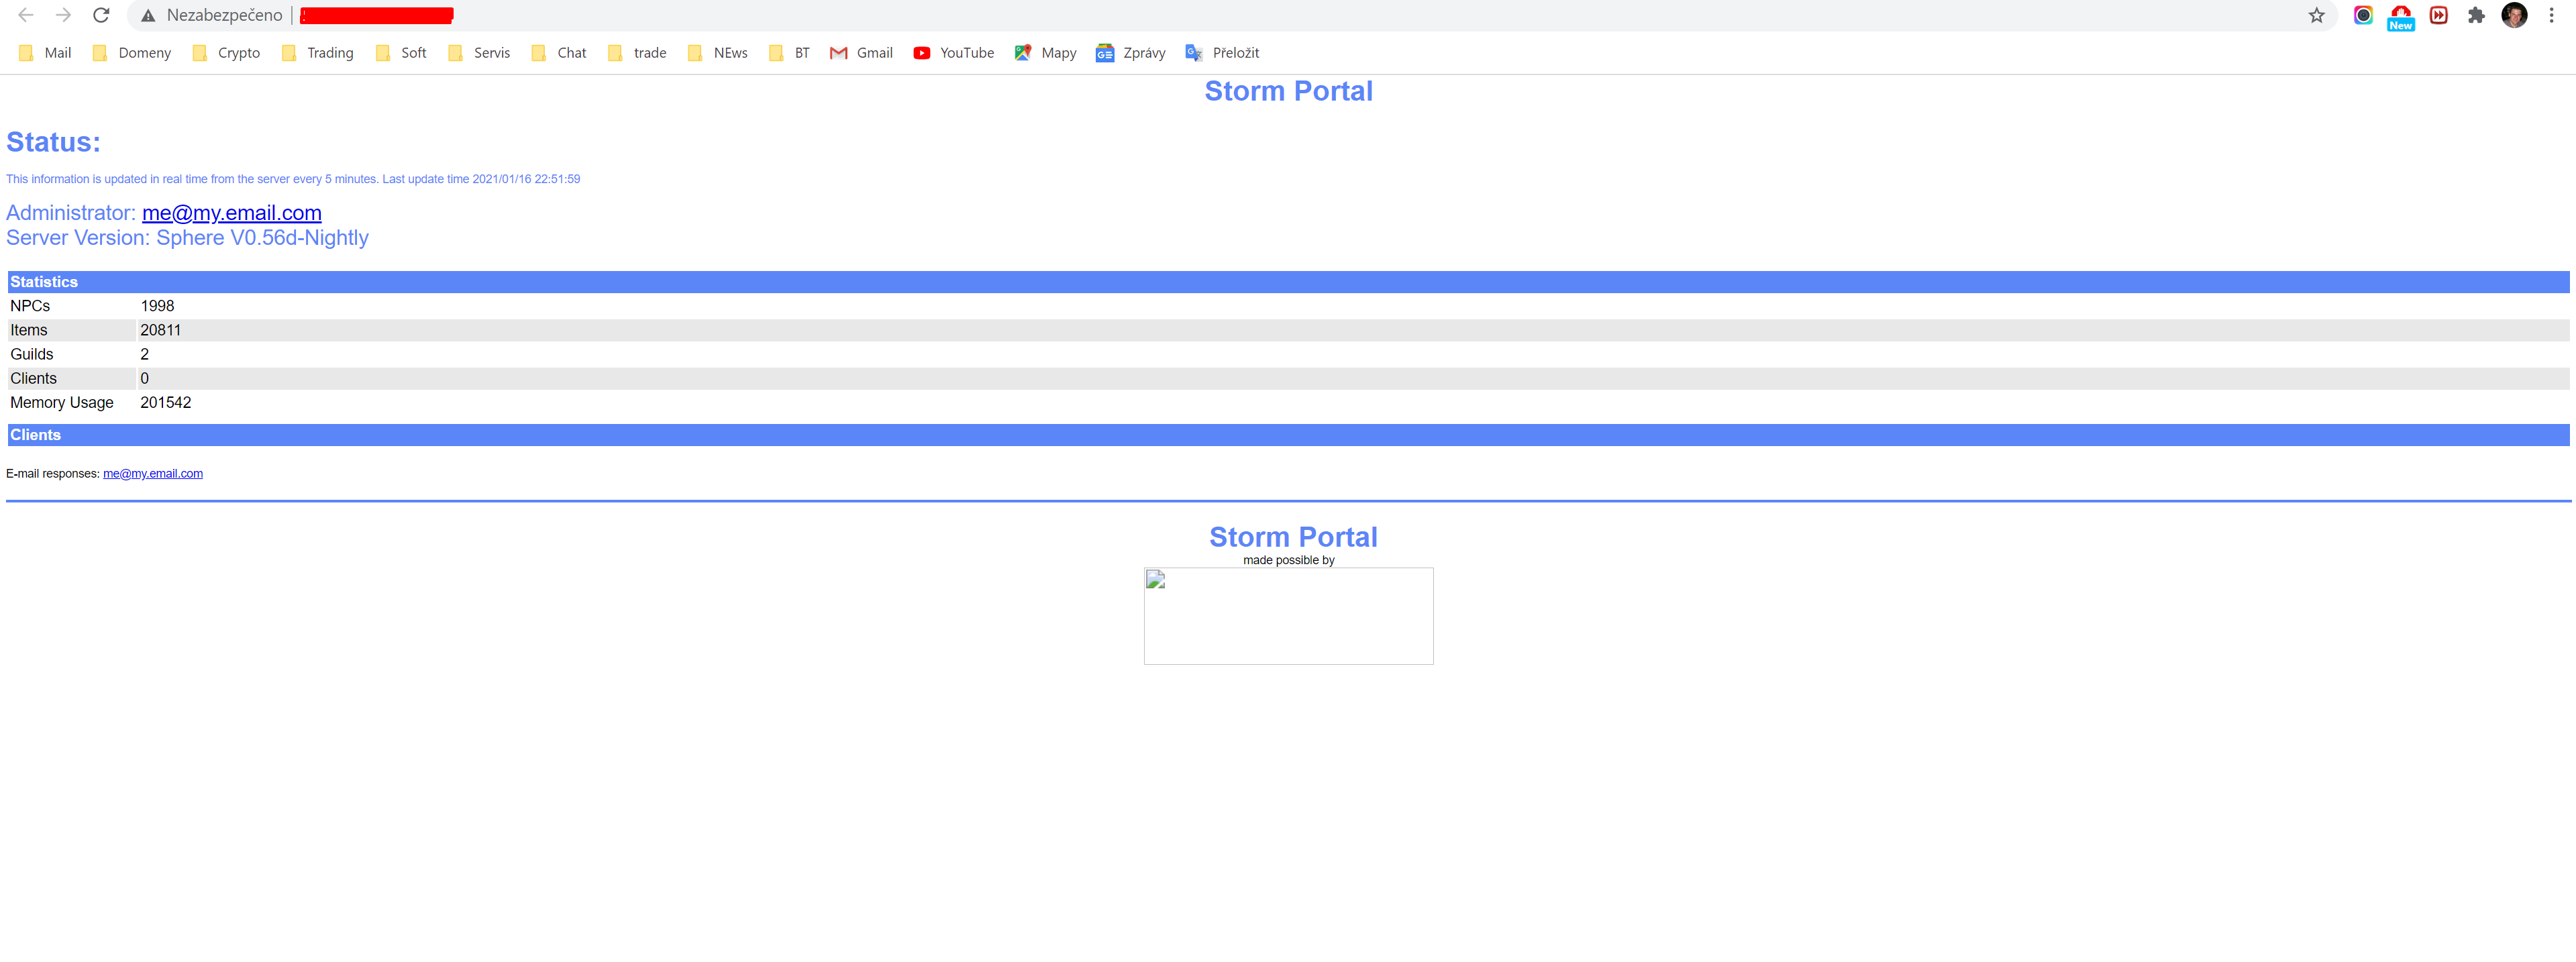 Nezabezpečeno
New
Mail Domeny Crypto Trading Soft Servis Chat trade NEws BT Gmail YouTube Mapy Zprávy Přeložit
Storm Portal
Status:
This information is updated in real time from the server every 5 minutes. Last update time 2021/01/16 22:51:59
Administrator: me@my.email.com
Server Version: Sphere V0.56d-Nightly
Statistics
NPCs 1998
Items 20811
Guilds 2
Clients 0
Memory Usage 201542
Clients
E-mail responses: me@my.email.com
Storm Portal
made possible by